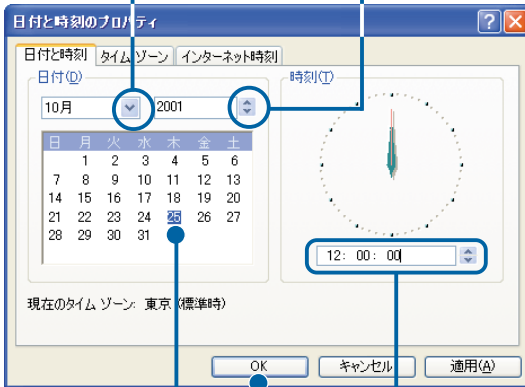 日付と時刻のプロパティ
日付と時刻 タイム ゾーン インターネット時刻
日付(D) 時刻(T)
10月 2001
日 月 火 水 木 金 土
1 2 3 4 5 6
7 8 9 10 11 12 13
14 15 16 17 18 19 20
21 22 23 24 25 26 27
28 29 30 31
12: 00: 00
現在のタイム ゾーン: 東京 (標準時)
OK キャンセル 適用(A)